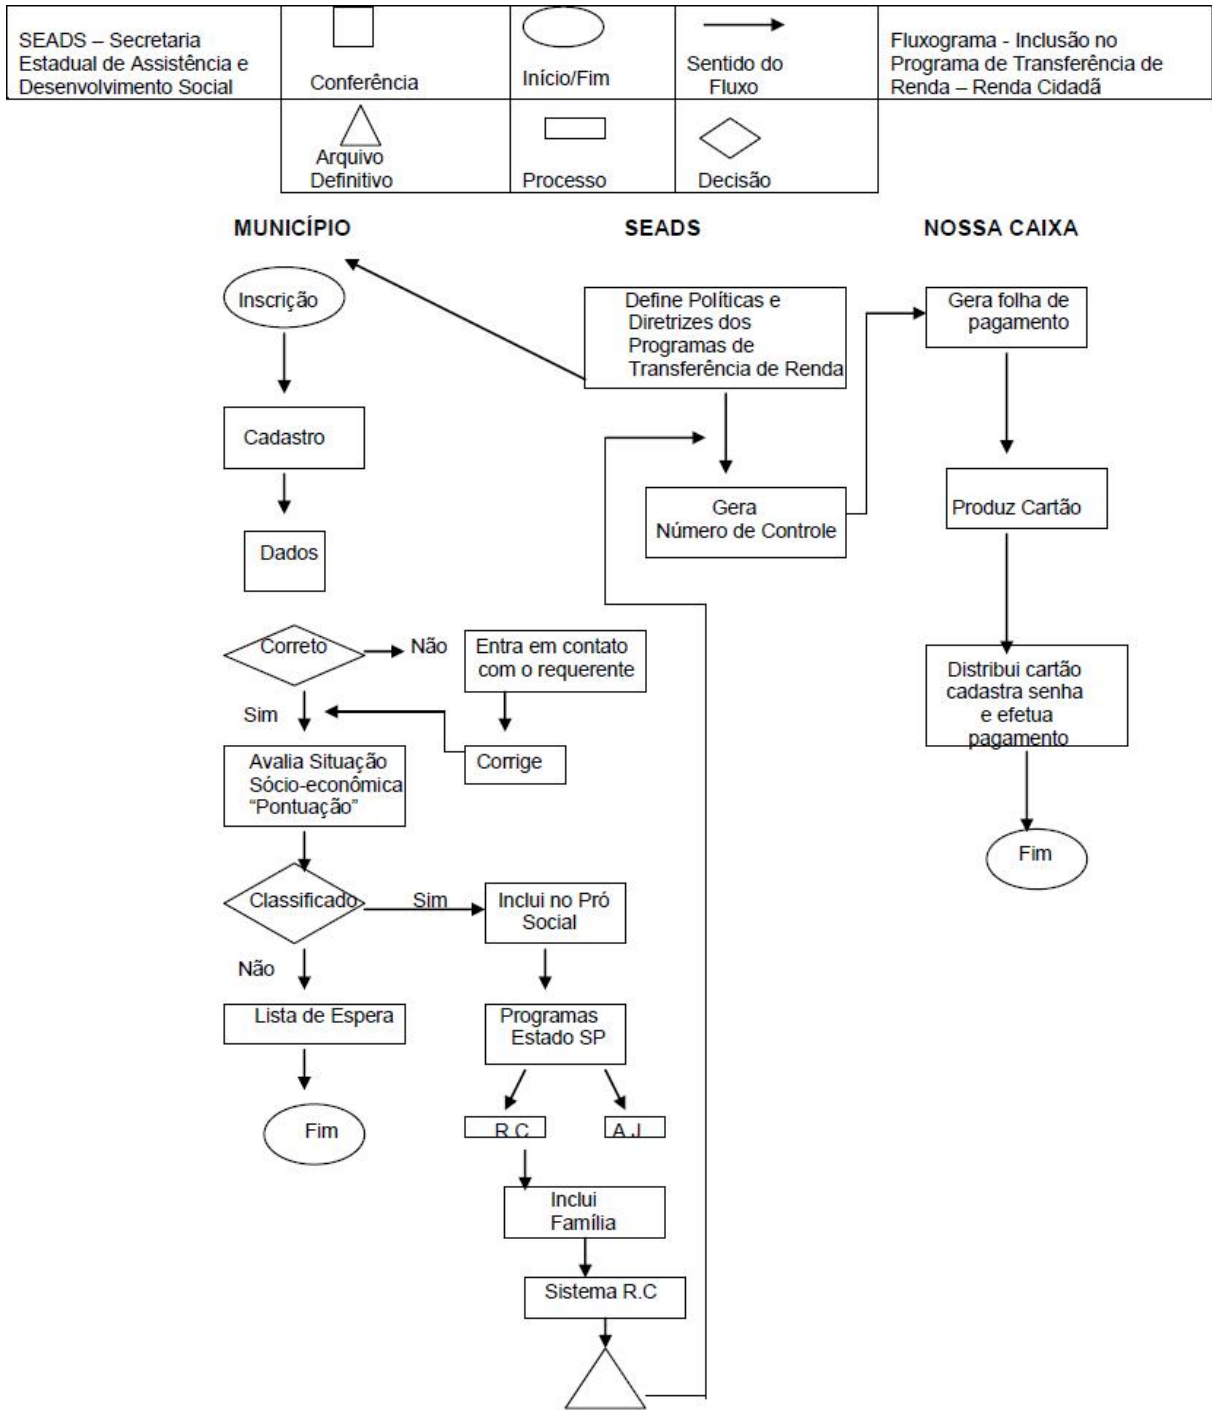 SEADS – Secretaria
Estadual de Assistência e
Desenvolvimento Social
Conferência
Início/Fim
Sentido do
Fluxo
Fluxograma - Inclusão no
Programa de Transferência de
Renda – Renda Cidadã
Arquivo
Definitivo
Processo
Decisão
MUNICÍPIO
SEADS
NOSSA CAIXA
Inscrição
Define Políticas e
Diretrizes dos
Programas de
Transferência de Renda
Gera folha de
pagamento
Cadastro
Gera
Número de Controle
Produz Cartão
Dados
Correto
Não
Entra em contato
com o requerente
Distribui cartão
cadastra senha
e efetua
pagamento
Sim
Corrige
Avalia Situação
Sócio-econômica
“Pontuação”
Fim
Classificado
Sim
Inclui no Pró
Social
Não
Lista de Espera
Programas
Estado SP
Fim
R.C
A.J
Inclui
Família
Sistema R.C